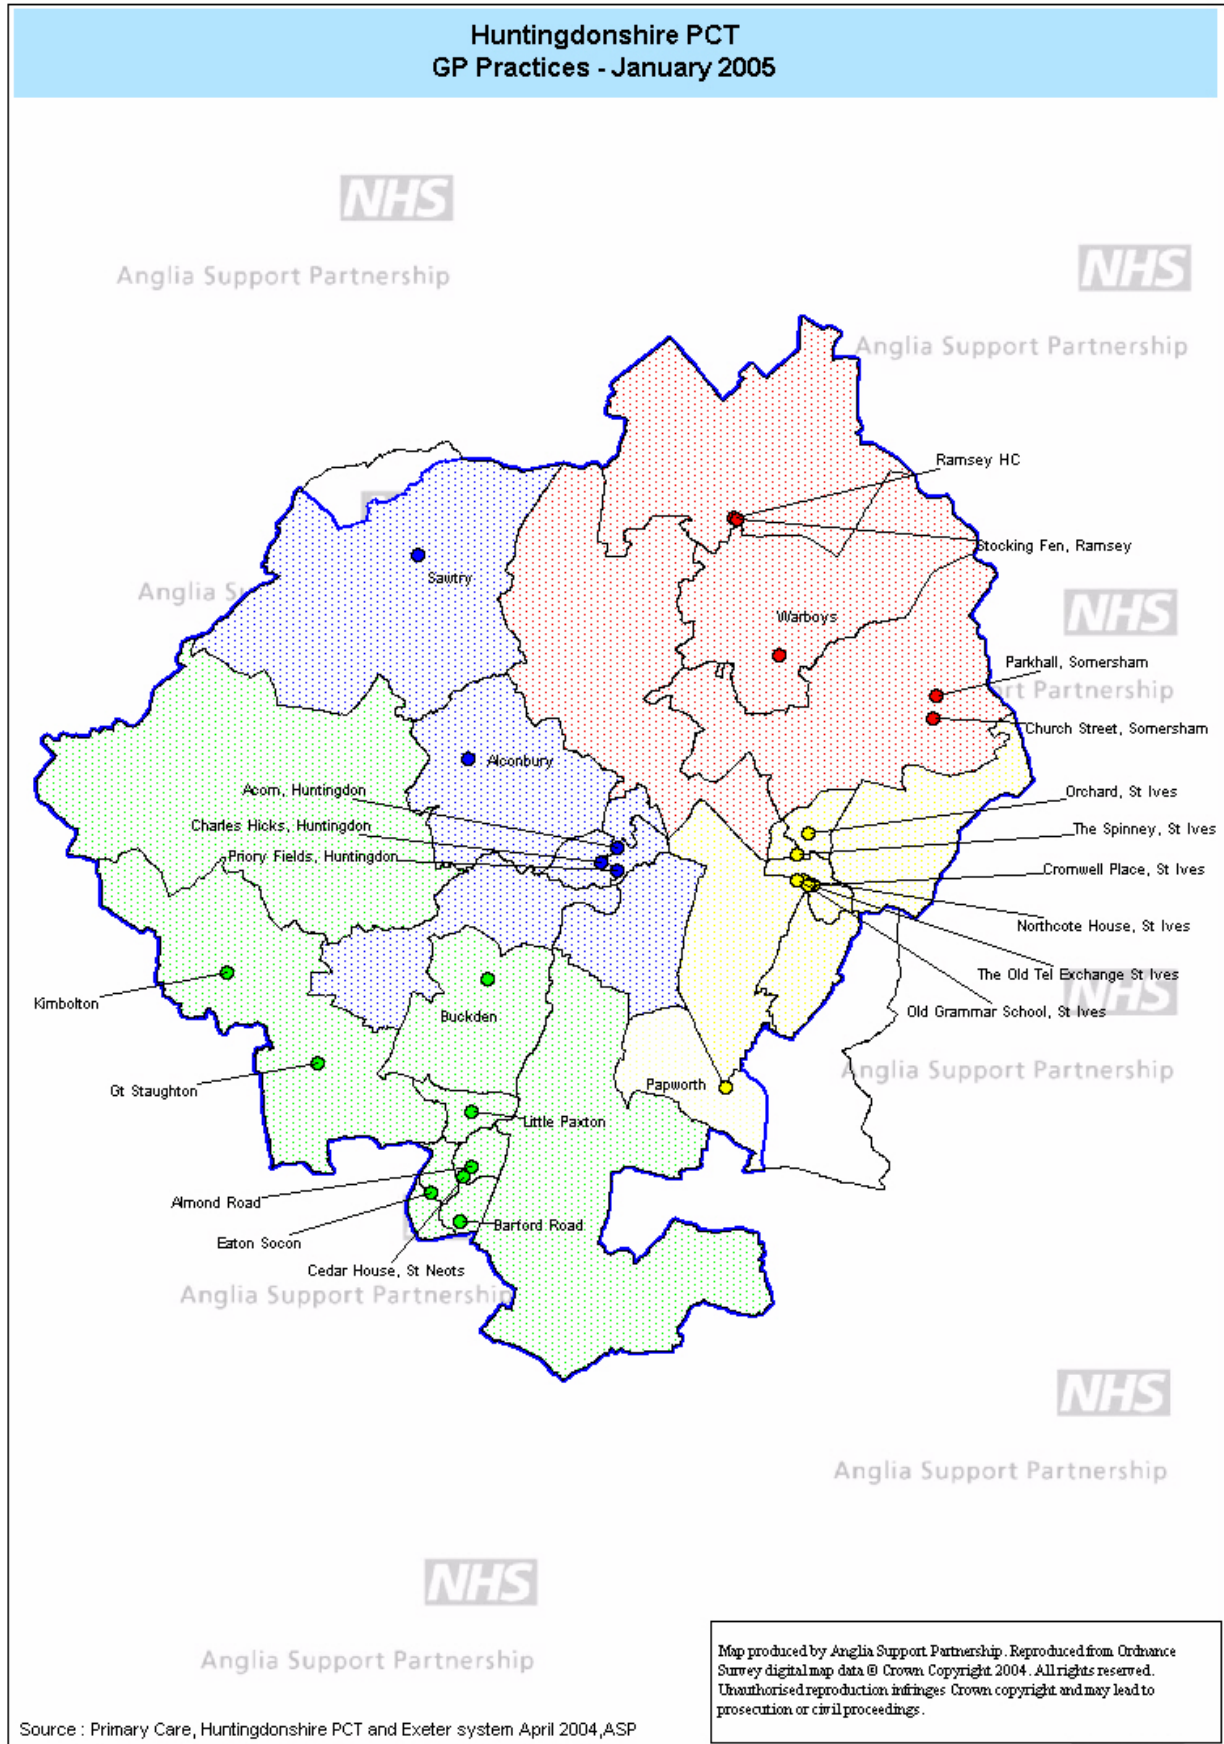 Huntingdonshire PCT
GP Practices - January 2005
NHS
Anglia Support Partnership
NHS
Anglia Support Partnership
Ramsey HC
Stocking Fen, Ramsey
Sawtry
Anglia Su
NHS
Warboys
Parkhall, Somersham
rt Partnership
Church Street, Somersham
Alconbury
Acorn, Huntingdon
Orchard, St Ives
Charles Hicks, Huntingdon
The Spinney, St Ives
Priory Fields, Huntingdon
Cromwell Place, St Ives
Northcote House, St Ives
The Old Tel Exchange St Ives
NHS
Kimbolton
Buckden
Old Grammar School, St Ives
Anglia Support Partnership
Gt Staughton
Papworth
Little Paxton
Almond Road
Eaton Socon
Barford Road
Cedar House, St Neots
Anglia Support Partnership
NHS
Anglia Support Partnership
NHS
Anglia Support Partnership
Map produced by Anglia Support Partnership. Reproduced from Ordnance
Survey digital map data © Crown Copyright 2004. All rights reserved.
Unauthorised reproduction infringes Crown copyright and may lead to
prosecution or civil proceedings.
Source : Primary Care, Huntingdonshire PCT and Exeter system April 2004,ASP